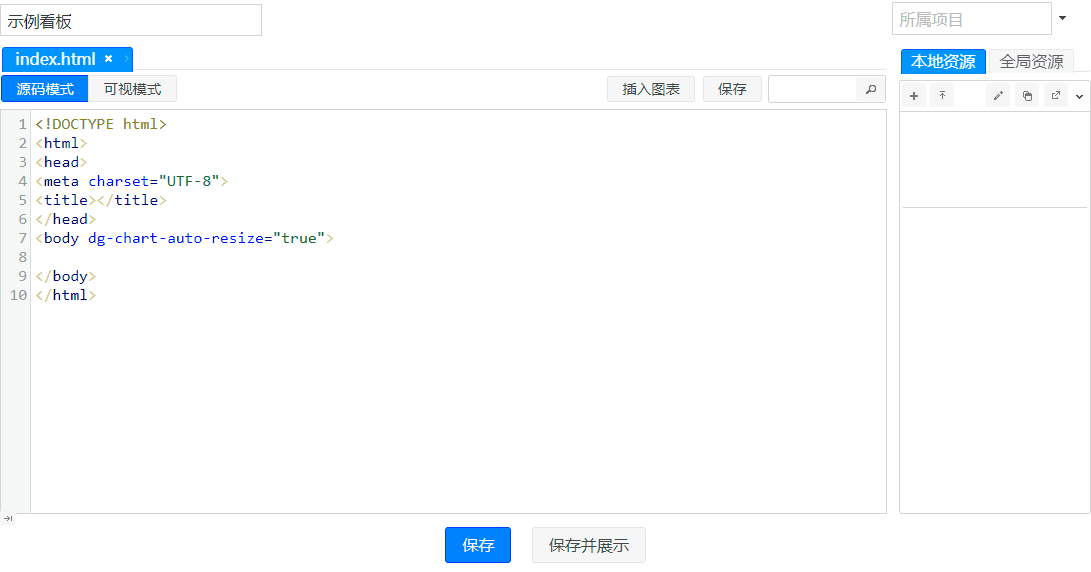 示例看板
所属项目
index.html ×
本地资源 全局资源
源码模式 可视模式 插入图表 保存
1 <!DOCTYPE html>
2 <html>
3 <head>
4 <meta charset="UTF-8">
5 <title></title>
6 </head>
7 <body dg-chart-auto-resize="true">
8
9 </body>
10 </html>
保存 保存并展示